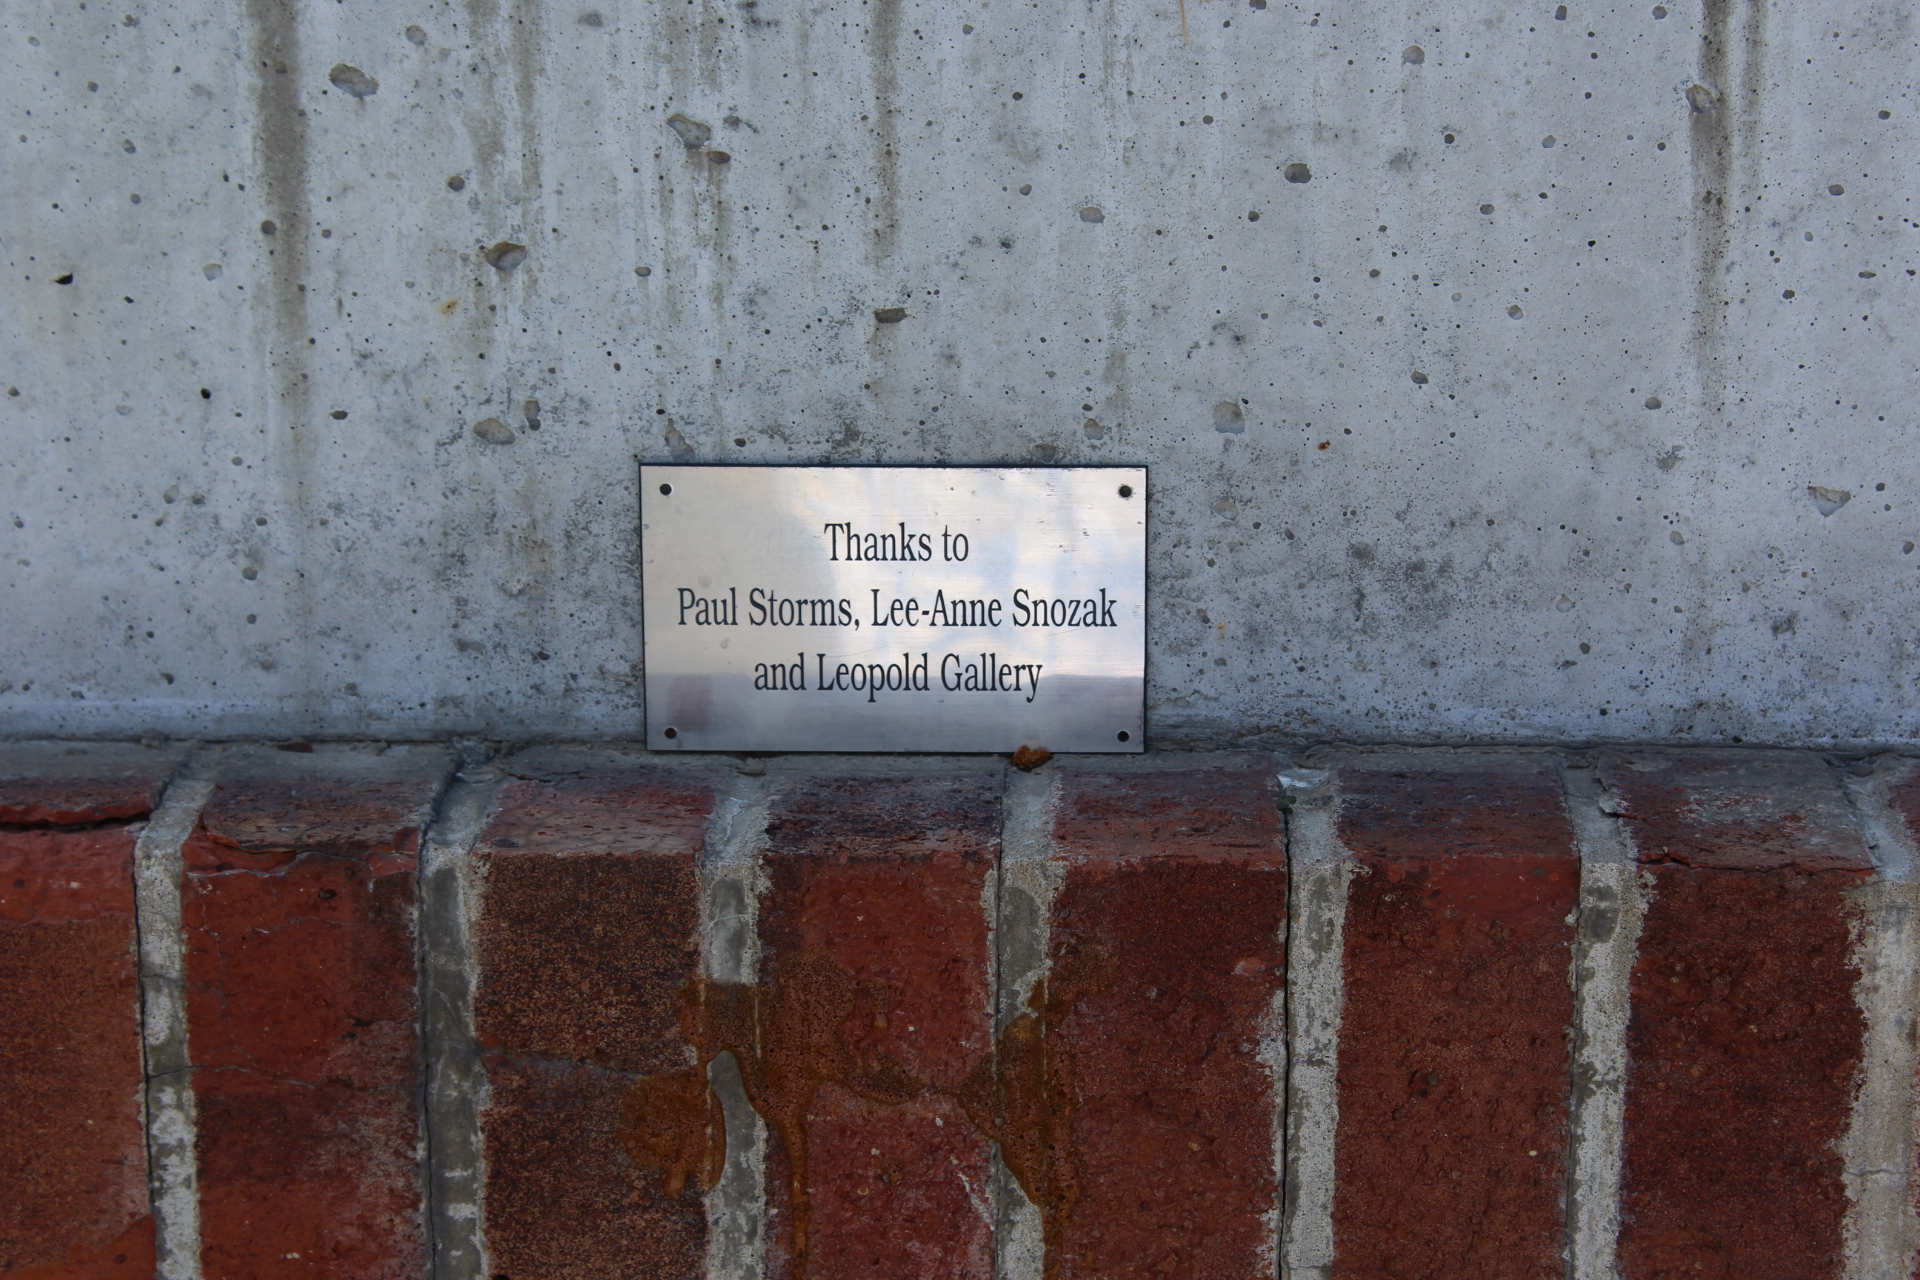 Thanks to
Paul Storms, Lee-Anne Snozak
and Leopold Gallery